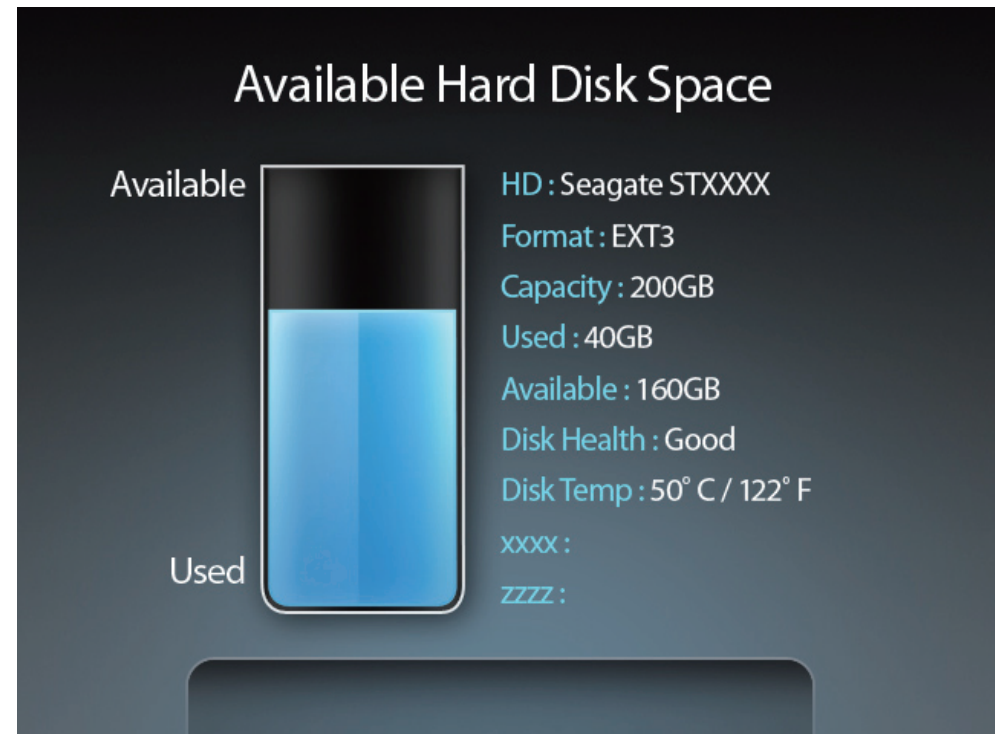 Available Hard Disk Space
Available
HD : Seagate STXXXX
Format : EXT3
Capacity : 200GB
Used : 40GB
Available : 160GB
Disk Health : Good
Disk Temp : 50° C / 122° F
xxxx :
Used
zzzz :